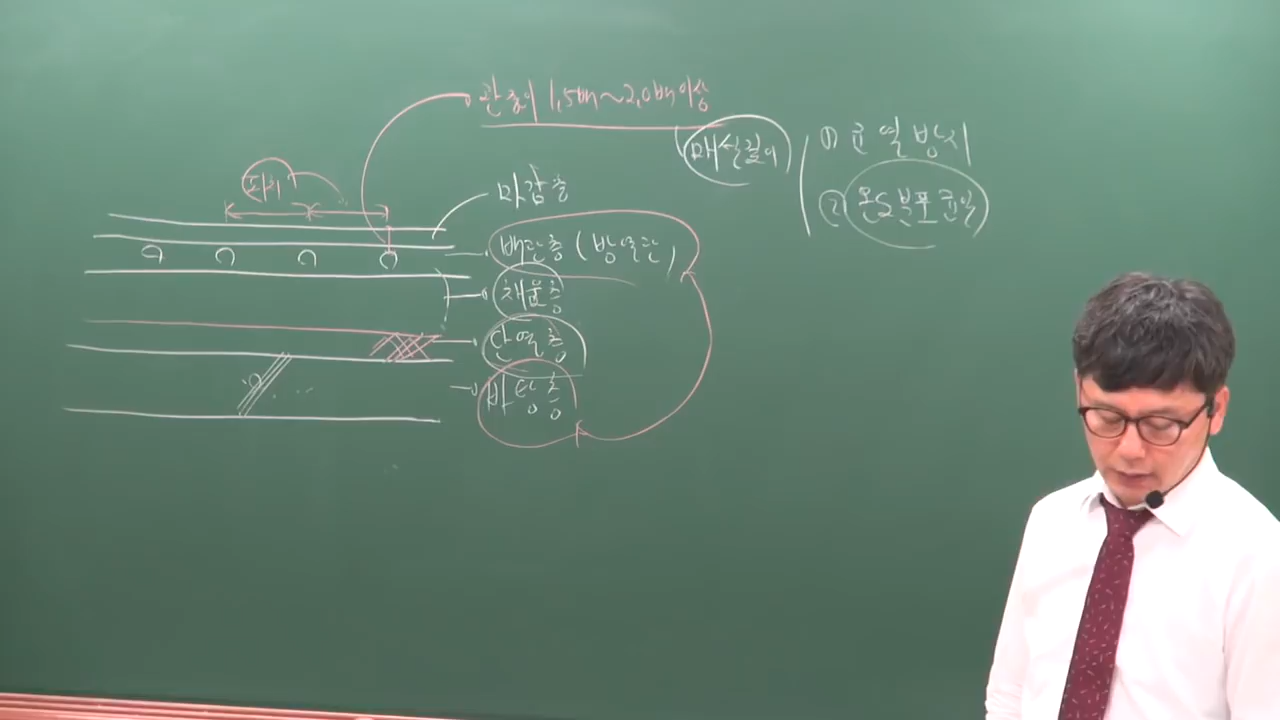 관경의 1.5배~2.0배 이상
매설깊이
① 균열방지
② 온도분포 균일
피치
마감층
배관층 (방열관)
채움층
단열층
바탕층